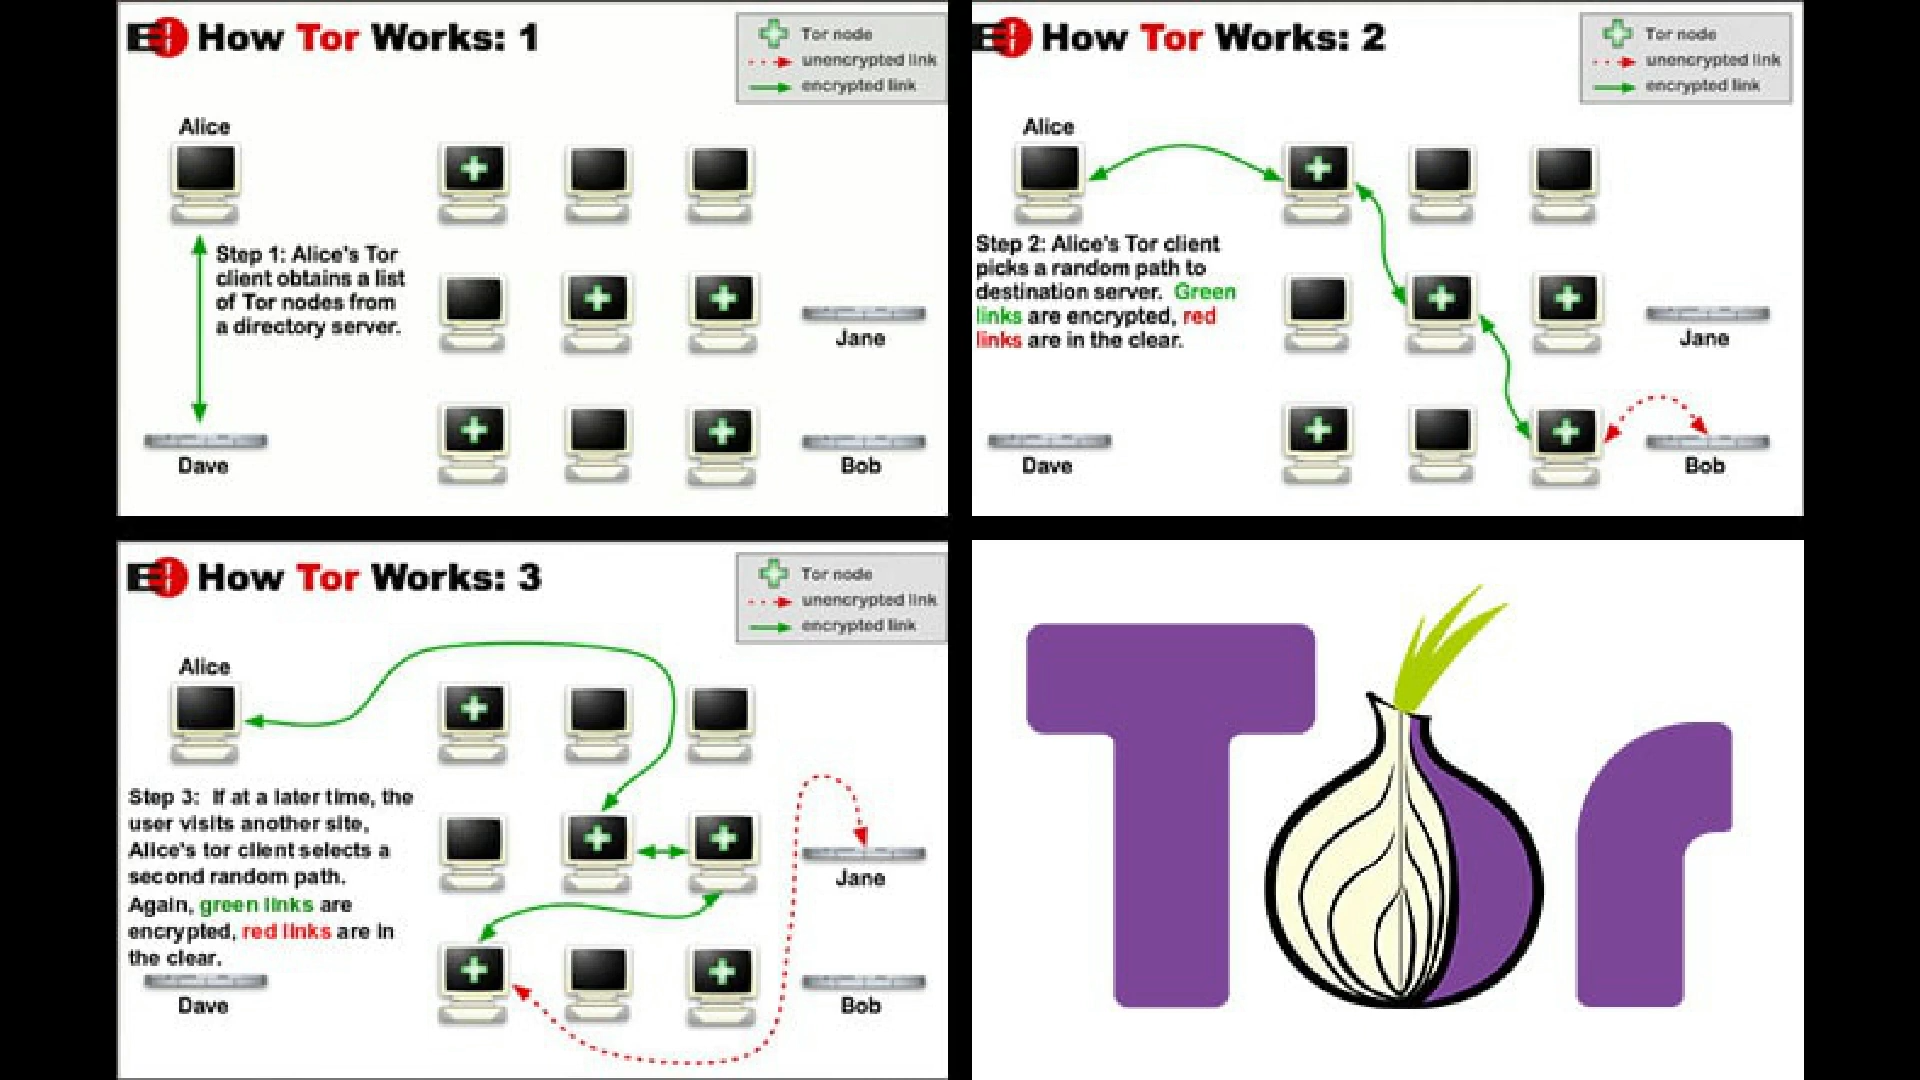 EFF How Tor Works: 1
Tor node
unencrypted link
encrypted link
Alice
Step 1: Alice's Tor
client obtains a list
of Tor nodes from
a directory server.
Jane
Dave
Bob
EFF How Tor Works: 2
Tor node
unencrypted link
encrypted link
Alice
Step 2: Alice's Tor client
picks a random path to
destination server. Green
links are encrypted, red
links are in the clear.
Jane
Dave
Bob
EFF How Tor Works: 3
Tor node
unencrypted link
encrypted link
Alice
Step 3: If at a later time, the
user visits another site,
Alice's tor client selects a
second random path.
Again, green links are
encrypted, red links are in
the clear.
Jane
Dave
Bob
Tor